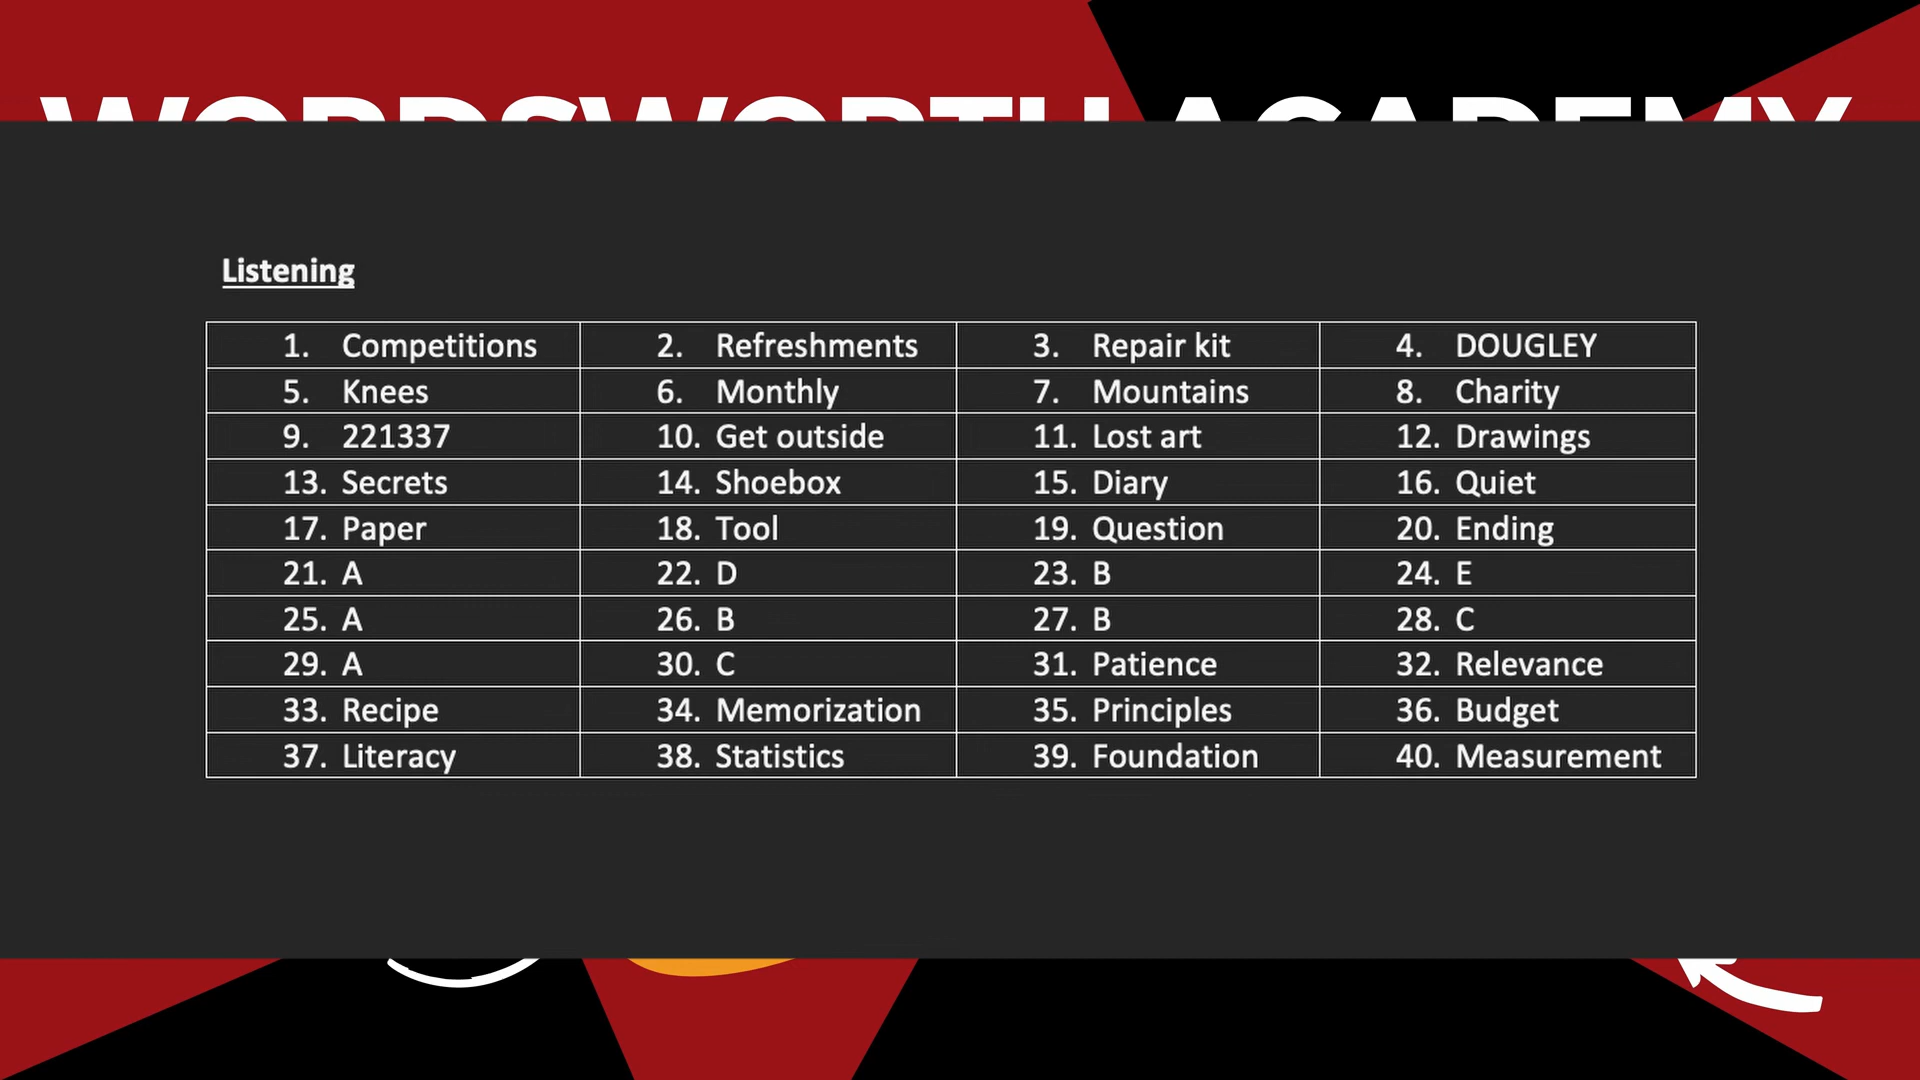 WORDSWORTH ACADEMY
Listening
1. Competitions 2. Refreshments 3. Repair kit 4. DOUGLEY
5. Knees 6. Monthly 7. Mountains 8. Charity
9. 221337 10. Get outside 11. Lost art 12. Drawings
13. Secrets 14. Shoebox 15. Diary 16. Quiet
17. Paper 18. Tool 19. Question 20. Ending
21. A 22. D 23. B 24. E
25. A 26. B 27. B 28. C
29. A 30. C 31. Patience 32. Relevance
33. Recipe 34. Memorization 35. Principles 36. Budget
37. Literacy 38. Statistics 39. Foundation 40. Measurement